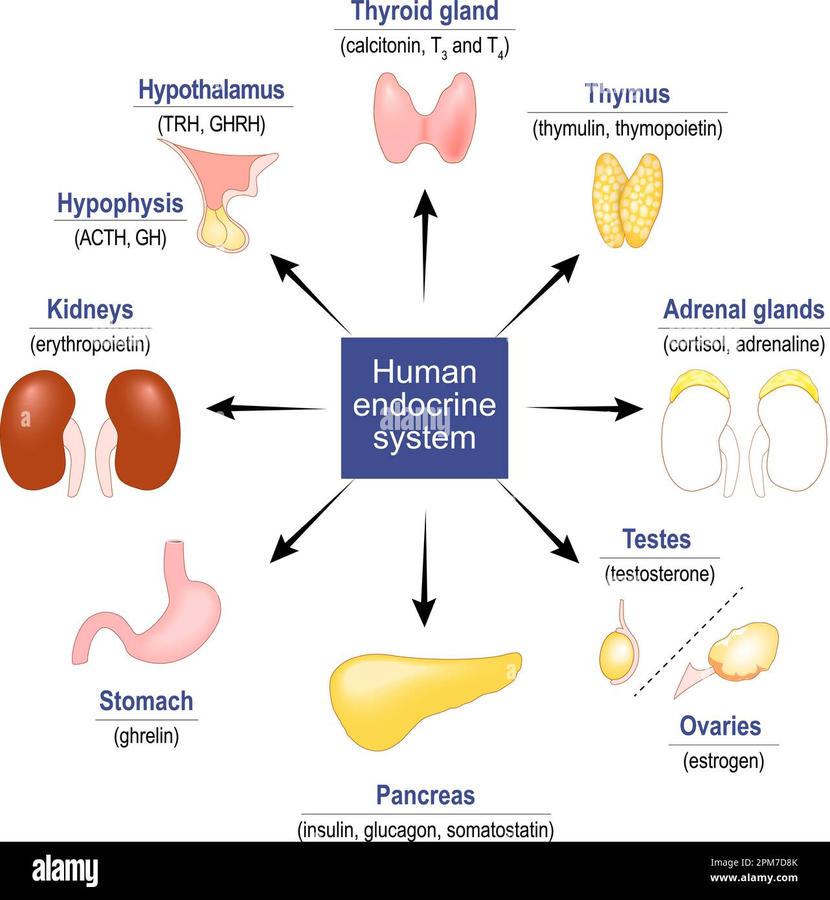 Thyroid gland
(calcitonin, T3 and T4)
Hypothalamus
(TRH, GHRH)
Thymus
(thymulin, thymopoietin)
Hypophysis
(ACTH, GH)
Kidneys
(erythropoietin)
Adrenal glands
(cortisol, adrenaline)
Human
endocrine
system
alamy
a
Testes
(testosterone)
Stomach
(ghrelin)
a
Ovaries
(estrogen)
Pancreas
(insulin, glucagon, somatostatin)
alamy
Image ID: 2PM7D8K
www.alamy.com